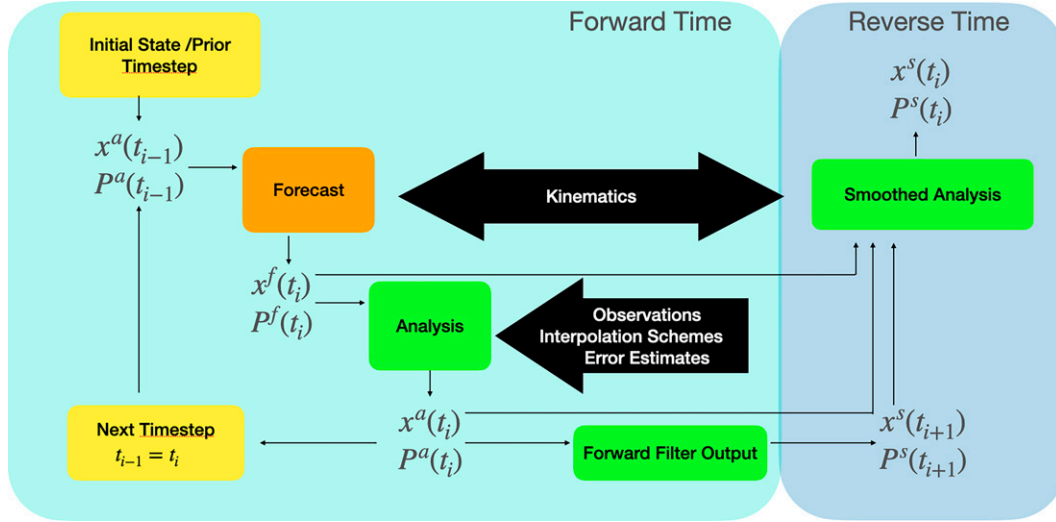 Forward Time
Reverse Time
Initial State /Prior
Timestep
xᵃ(tᵢ₋₁)
Pᵃ(tᵢ₋₁)
Forecast
Kinematics
xˢ(tᵢ)
Pˢ(tᵢ)
Smoothed Analysis
xᶠ(tᵢ)
Pᶠ(tᵢ)
Analysis
Observations
Interpolation Schemes
Error Estimates
Next Timestep
tᵢ₋₁ = tᵢ
xᵃ(tᵢ)
Pᵃ(tᵢ)
Forward Filter Output
xˢ(tᵢ₊₁)
Pˢ(tᵢ₊₁)